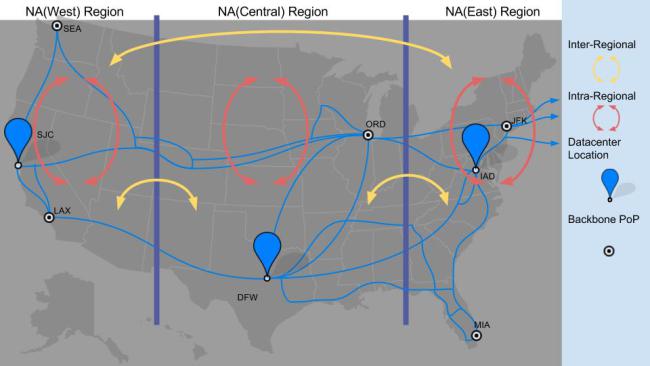 NA(West) Region
NA(Central) Region
NA(East) Region
SEA
SJC
LAX
DFW
ORD
JFK
IAD
MIA
Inter-Regional
Intra-Regional
Datacenter
Location
Backbone PoP